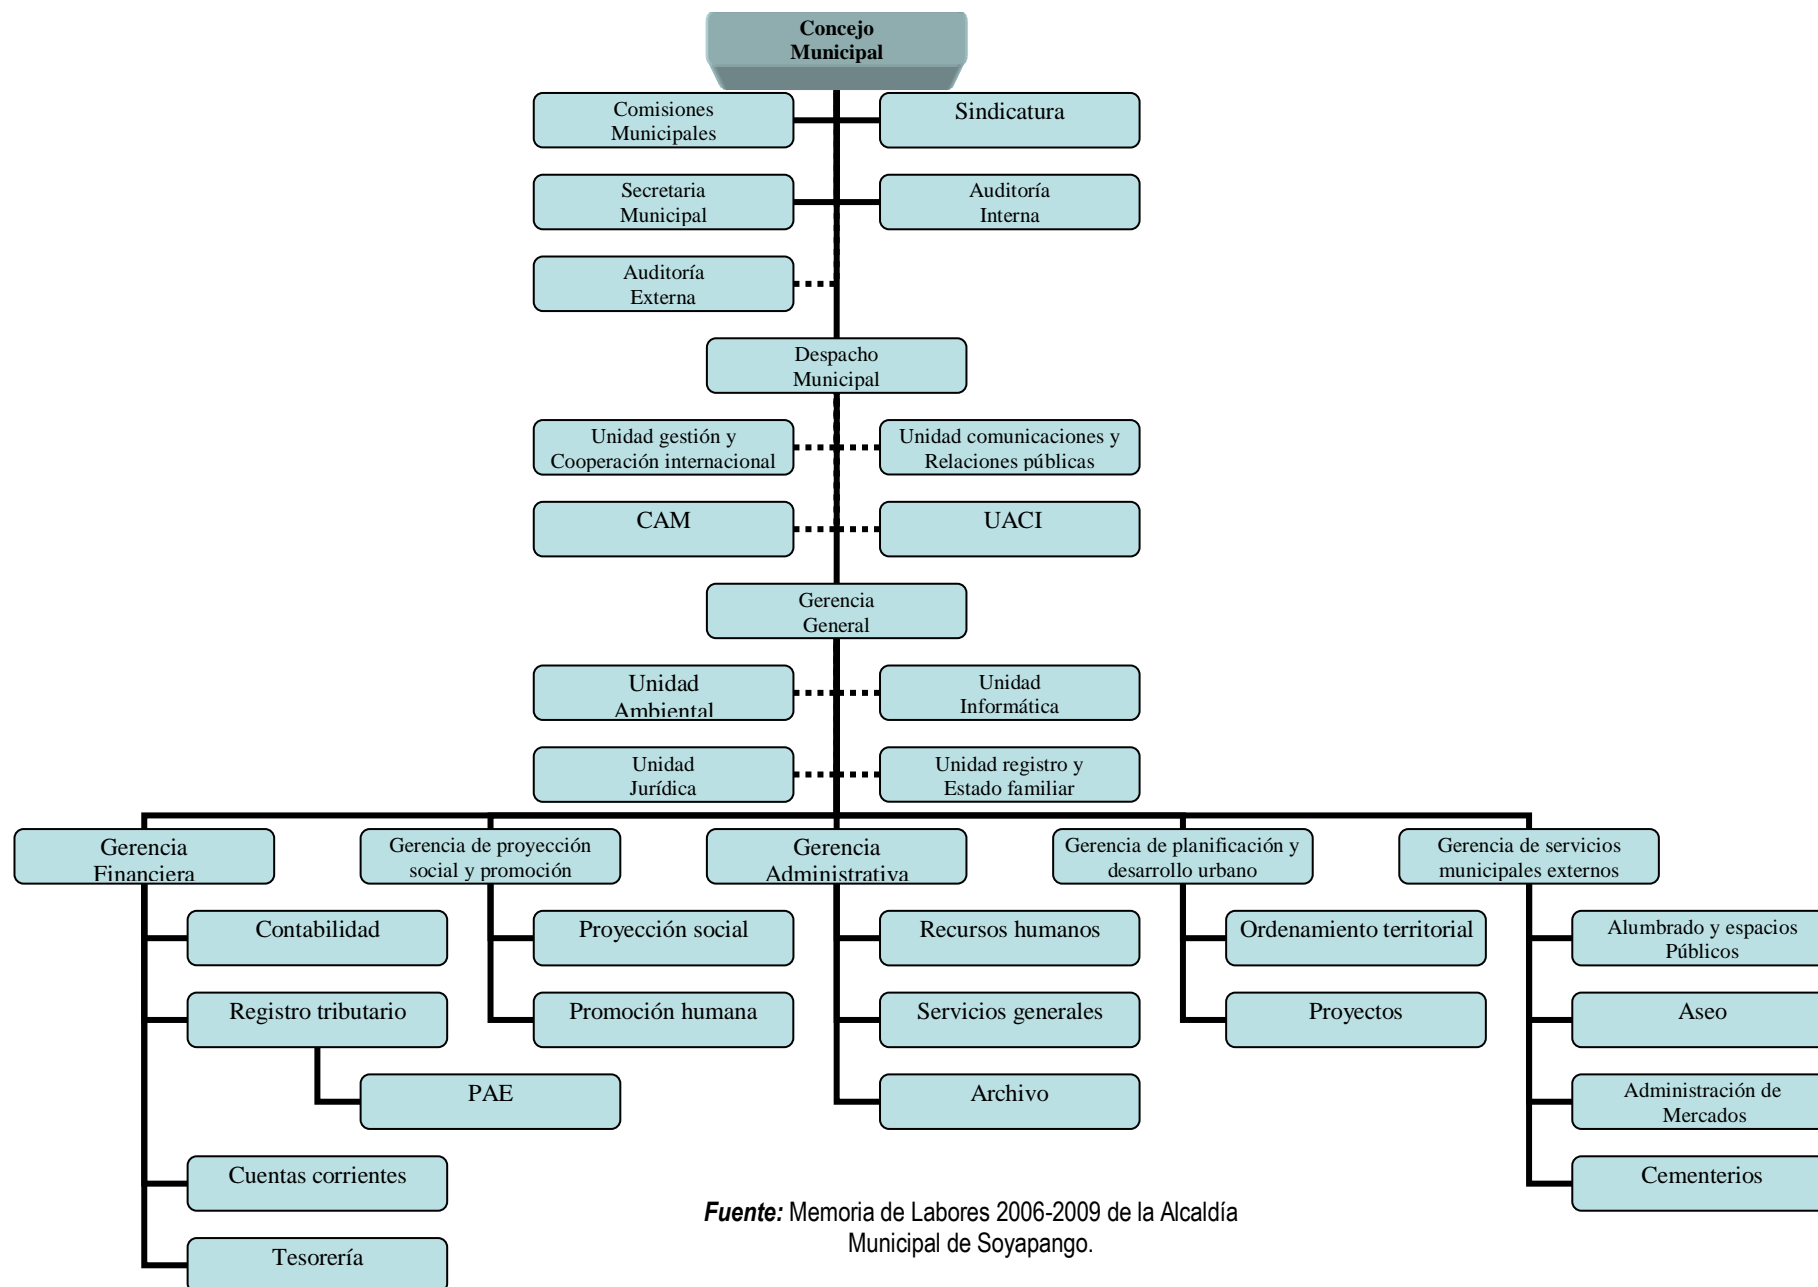 Concejo
Municipal
Comisiones
Municipales
Sindicatura
Secretaria
Municipal
Auditoría
Interna
Auditoría
Externa
Despacho
Municipal
Unidad gestión y
Cooperación internacional
Unidad comunicaciones y
Relaciones públicas
CAM
UACI
Gerencia
General
Unidad
Ambiental
Unidad
Informática
Unidad
Jurídica
Unidad registro y
Estado familiar
Gerencia
Financiera
Gerencia de proyección
social y promoción
Gerencia
Administrativa
Gerencia de planificación y
desarrollo urbano
Gerencia de servicios
municipales externos
Contabilidad
Proyección social
Recursos humanos
Ordenamiento territorial
Alumbrado y espacios
Públicos
Registro tributario
Promoción humana
Servicios generales
Proyectos
Aseo
PAE
Archivo
Administración de
Mercados
Cuentas corrientes
Cementerios
Tesorería
Fuente: Memoria de Labores 2006-2009 de la Alcaldía
Municipal de Soyapango.